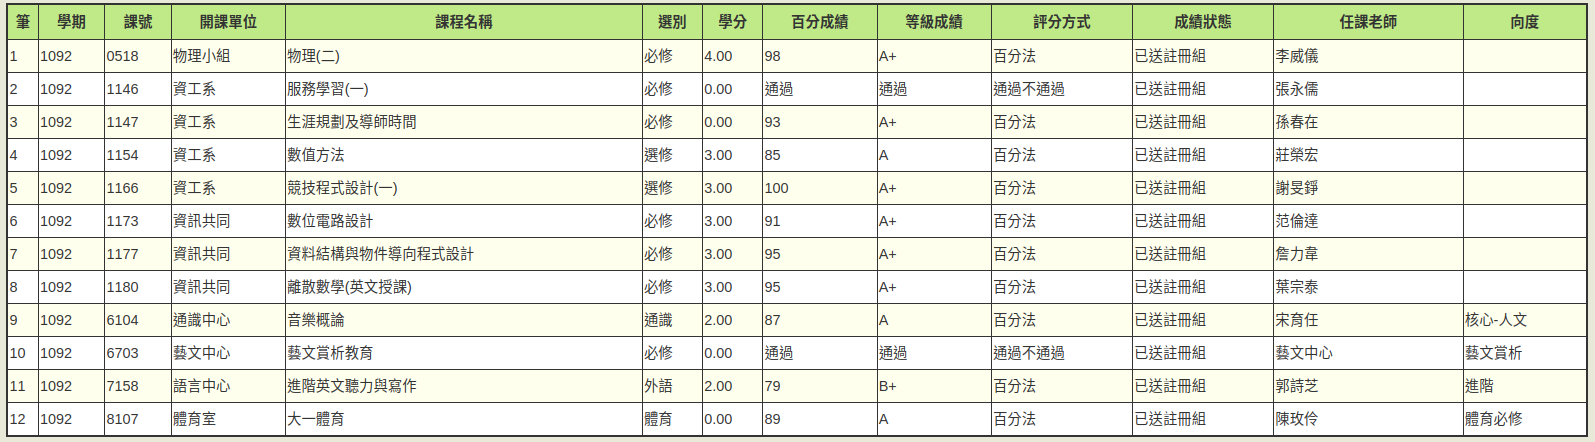 筆 學期 課號 開課單位 課程名稱 選別 學分 百分成績 等級成績 評分方式 成績狀態 任課老師 向度
1 1092 0518 物理小組 物理(二) 必修 4.00 98 A+ 百分法 已送註冊組 李威儀
2 1092 1146 資工系 服務學習(一) 必修 0.00 通過 通過 通過不通過 已送註冊組 張永儒
3 1092 1147 資工系 生涯規劃及導師時間 必修 0.00 93 A+ 百分法 已送註冊組 孫春在
4 1092 1154 資工系 數值方法 選修 3.00 85 A 百分法 已送註冊組 莊榮宏
5 1092 1166 資工系 競技程式設計(一) 選修 3.00 100 A+ 百分法 已送註冊組 謝旻錚
6 1092 1173 資訊共同 數位電路設計 必修 3.00 91 A+ 百分法 已送註冊組 范倫達
7 1092 1177 資訊共同 資料結構與物件導向程式設計 必修 3.00 95 A+ 百分法 已送註冊組 詹力韋
8 1092 1180 資訊共同 離散數學(英文授課) 必修 3.00 95 A+ 百分法 已送註冊組 葉宗泰
9 1092 6104 通識中心 音樂概論 通識 2.00 87 A 百分法 已送註冊組 宋育任 核心-人文
10 1092 6703 藝文中心 藝文賞析教育 必修 0.00 通過 通過 通過不通過 已送註冊組 藝文中心 藝文賞析
11 1092 7158 語言中心 進階英文聽力與寫作 外語 2.00 79 B+ 百分法 已送註冊組 郭詩芝 進階
12 1092 8107 體育室 大一體育 體育 0.00 89 A 百分法 已送註冊組 陳玫伶 體育必修